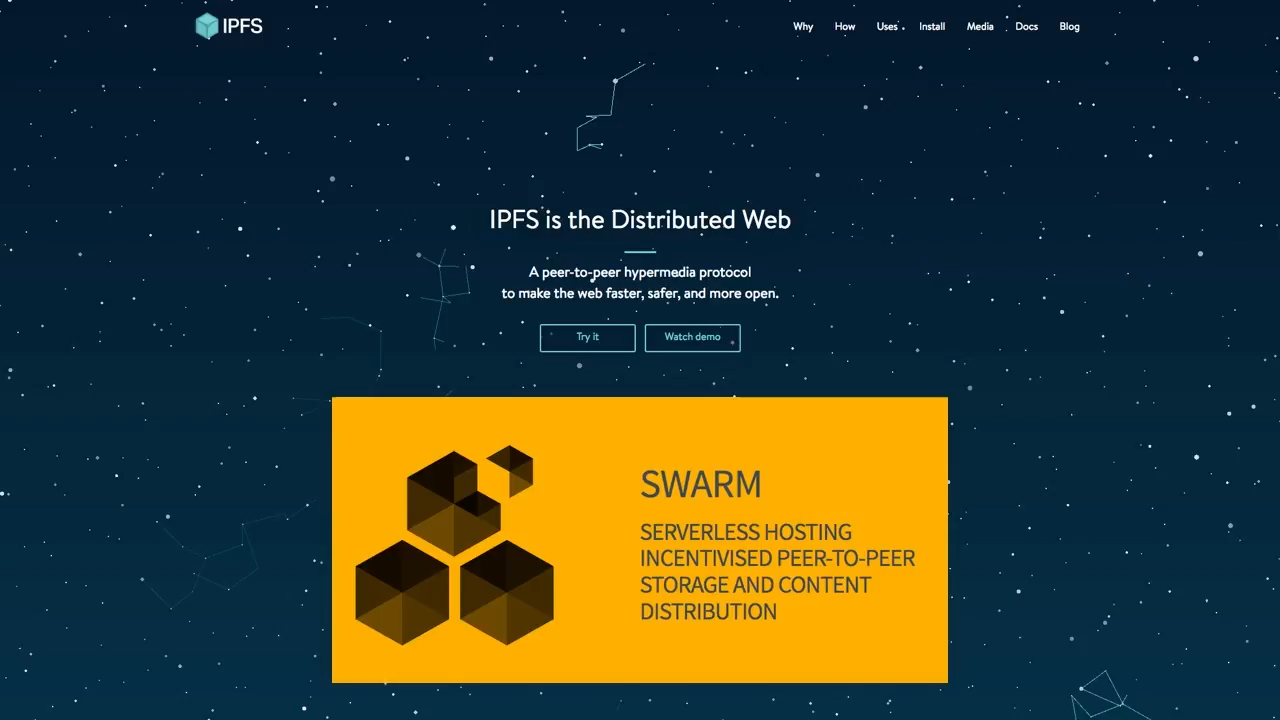 IPFS
Why How Uses Install Media Docs Blog
IPFS is the Distributed Web
A peer-to-peer hypermedia protocol
to make the web faster, safer, and more open.
Try it Watch demo
SWARM
SERVERLESS HOSTING
INCENTIVISED PEER-TO-PEER
STORAGE AND CONTENT
DISTRIBUTION